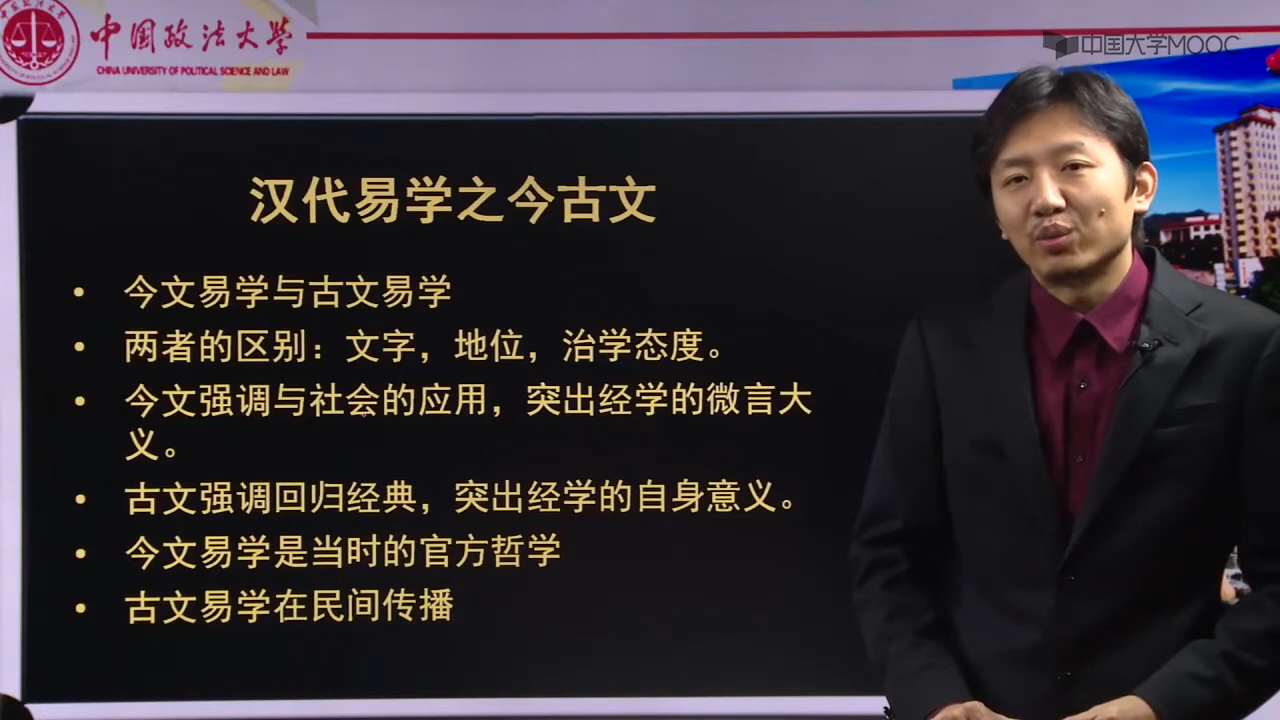 中国政法大学
CHINA UNIVERSITY OF POLITICAL SCIENCE AND LAW
中国大学MOOC
汉代易学之今古文
• 今文易学与古文易学
• 两者的区别：文字，地位，治学态度。
• 今文强调与社会的应用，突出经学的微言大
义。
• 古文强调回归经典，突出经学的自身意义。
• 今文易学是当时的官方哲学
• 古文易学在民间传播